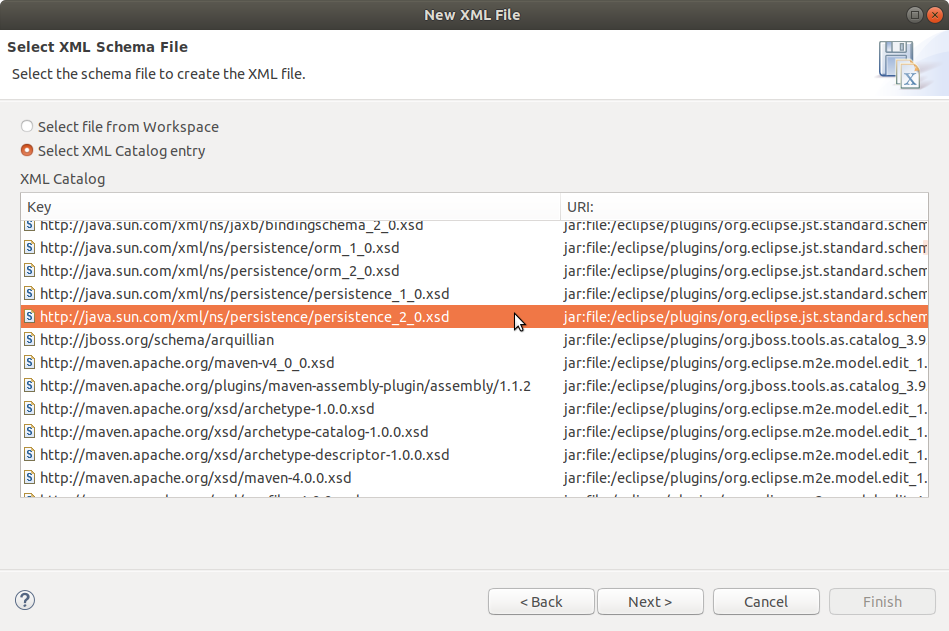 New XML File
Select XML Schema File
Select the schema file to create the XML file.
X
Select file from Workspace
Select XML Catalog entry
XML Catalog
Key URI:
http://java.sun.com/xml/ns/jaxb/bindingschema_2_0.xsd jar:file:/eclipse/plugins/org.eclipse.jst.standard.schem
http://java.sun.com/xml/ns/persistence/orm_1_0.xsd jar:file:/eclipse/plugins/org.eclipse.jst.standard.schem
http://java.sun.com/xml/ns/persistence/orm_2_0.xsd jar:file:/eclipse/plugins/org.eclipse.jst.standard.schem
http://java.sun.com/xml/ns/persistence/persistence_1_0.xsd jar:file:/eclipse/plugins/org.eclipse.jst.standard.schem
http://java.sun.com/xml/ns/persistence/persistence_2_0.xsd jar:file:/eclipse/plugins/org.eclipse.jst.standard.schem
http://jboss.org/schema/arquillian jar:file:/eclipse/plugins/org.jboss.tools.as.catalog_3.9
http://maven.apache.org/maven-v4_0_0.xsd jar:file:/eclipse/plugins/org.eclipse.m2e.model.edit_1.
http://maven.apache.org/plugins/maven-assembly-plugin/assembly/1.1.2 jar:file:/eclipse/plugins/org.jboss.tools.as.catalog_3.9
http://maven.apache.org/xsd/archetype-1.0.0.xsd jar:file:/eclipse/plugins/org.eclipse.m2e.model.edit_1.
http://maven.apache.org/xsd/archetype-catalog-1.0.0.xsd jar:file:/eclipse/plugins/org.eclipse.m2e.model.edit_1.
http://maven.apache.org/xsd/archetype-descriptor-1.0.0.xsd jar:file:/eclipse/plugins/org.eclipse.m2e.model.edit_1.
http://maven.apache.org/xsd/maven-4.0.0.xsd jar:file:/eclipse/plugins/org.eclipse.m2e.model.edit_1.
? < Back Next > Cancel Finish